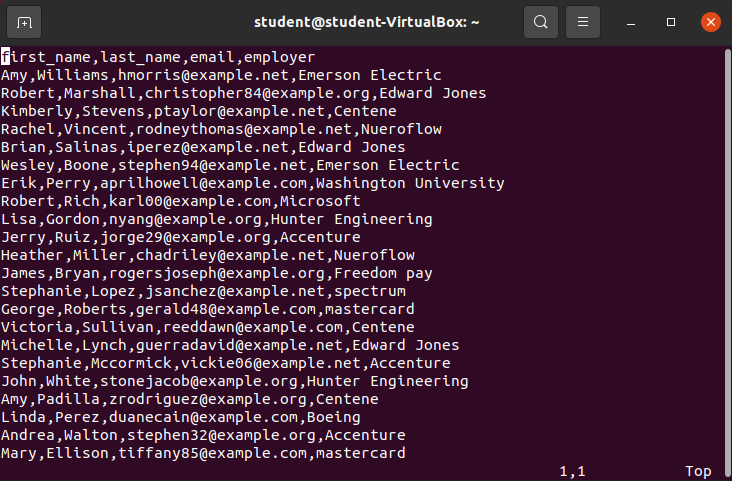 student@student-VirtualBox: ~
first_name,last_name,email,employer
Amy,Williams,hmorris@example.net,Emerson Electric
Robert,Marshall,christopher84@example.org,Edward Jones
Kimberly,Stevens,ptaylor@example.net,Centene
Rachel,Vincent,rodneythomas@example.net,Nueroflow
Brian,Salinas,iperez@example.net,Edward Jones
Wesley,Boone,stephen94@example.net,Emerson Electric
Erik,Perry,aprilhowell@example.com,Washington University
Robert,Rich,karl00@example.com,Microsoft
Lisa,Gordon,nyang@example.org,Hunter Engineering
Jerry,Ruiz,jorge29@example.org,Accenture
Heather,Miller,chadriley@example.net,Nueroflow
James,Bryan,rogersjoseph@example.org,Freedom pay
Stephanie,Lopez,jsanchez@example.net,spectrum
George,Roberts,gerald48@example.com,mastercard
Victoria,Sullivan,reeddawn@example.com,Centene
Michelle,Lynch,guerradavid@example.net,Edward Jones
Stephanie,Mccormick,vickie06@example.net,Accenture
John,White,stonejacob@example.org,Hunter Engineering
Amy,Padilla,zrodriguez@example.org,Centene
Linda,Perez,duanecain@example.com,Boeing
Andrea,Walton,stephen32@example.org,Accenture
Mary,Ellison,tiffany85@example.com,mastercard
1,1 Top